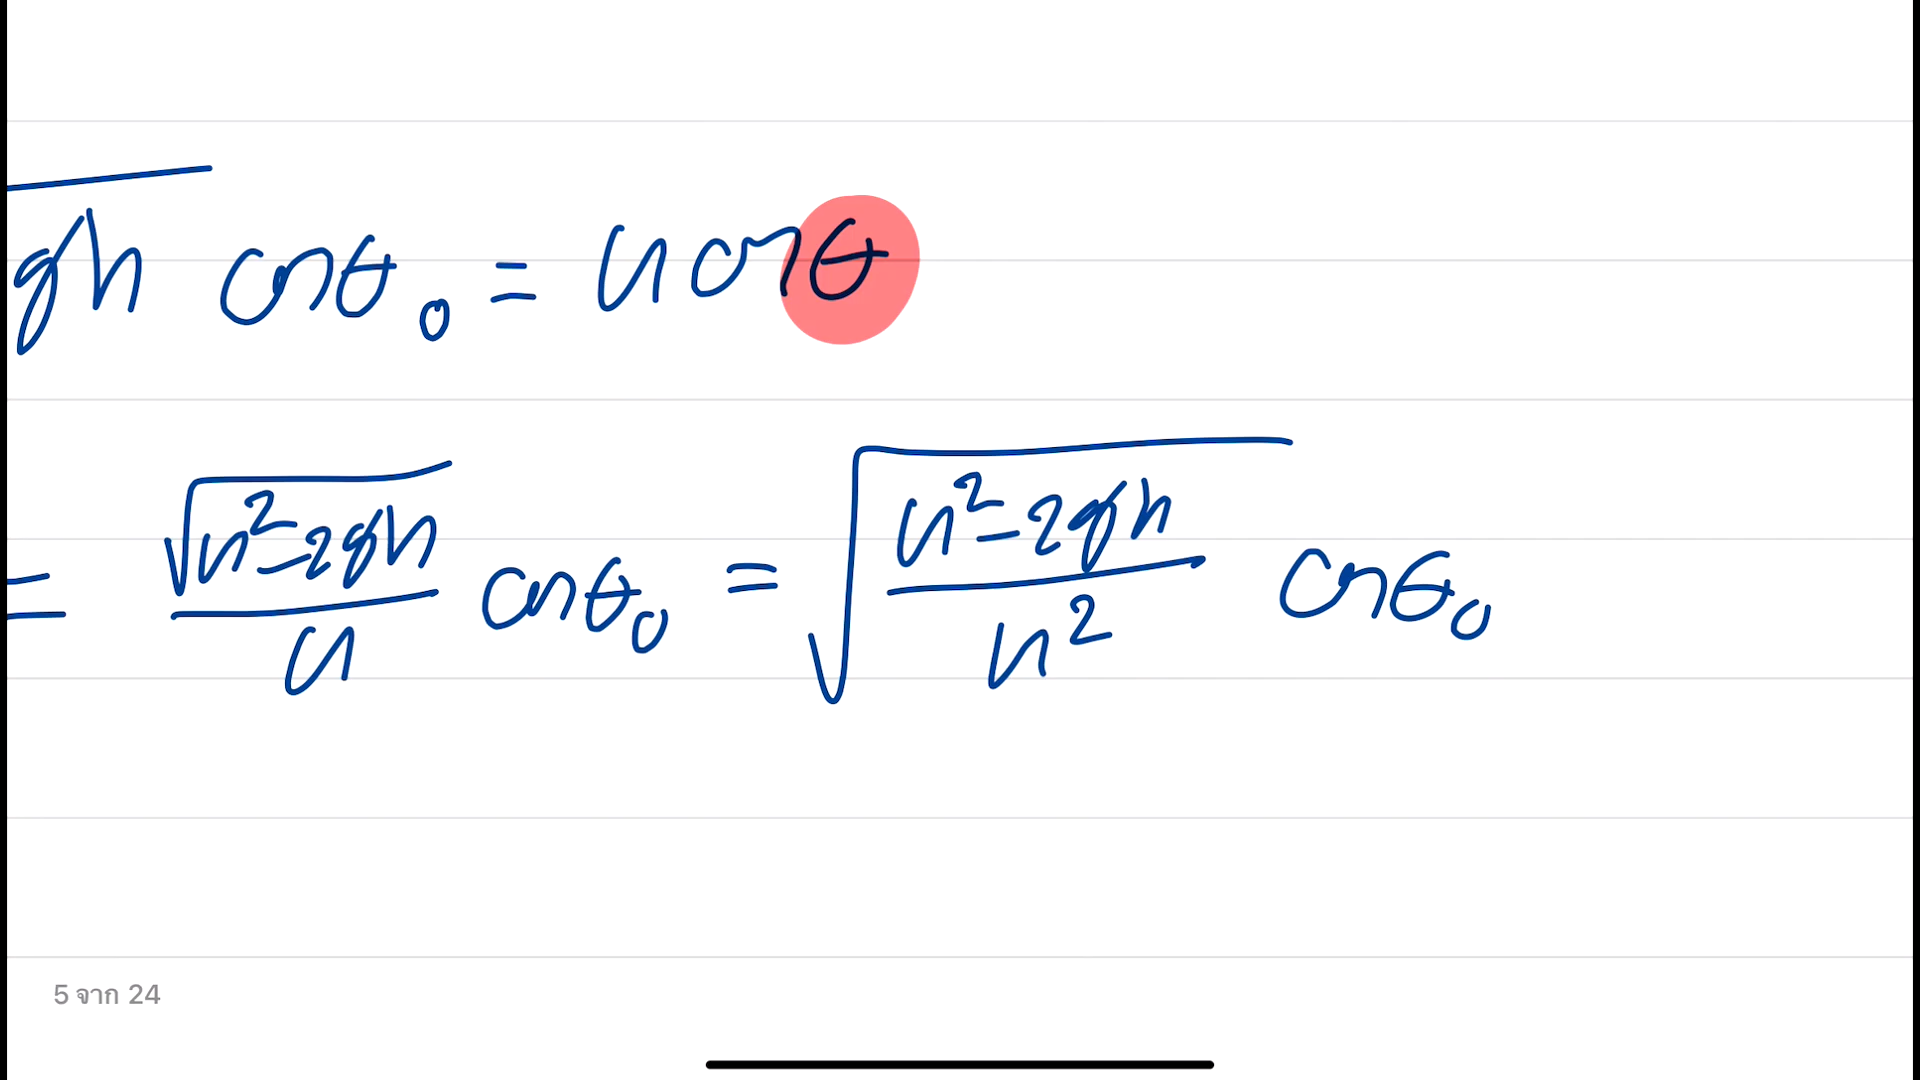 gh cosθ₀ = u cosθ
= √(u²-2gh)/u cosθ₀ = √((u²-2gh)/u²) cosθ₀
5 จาก 24